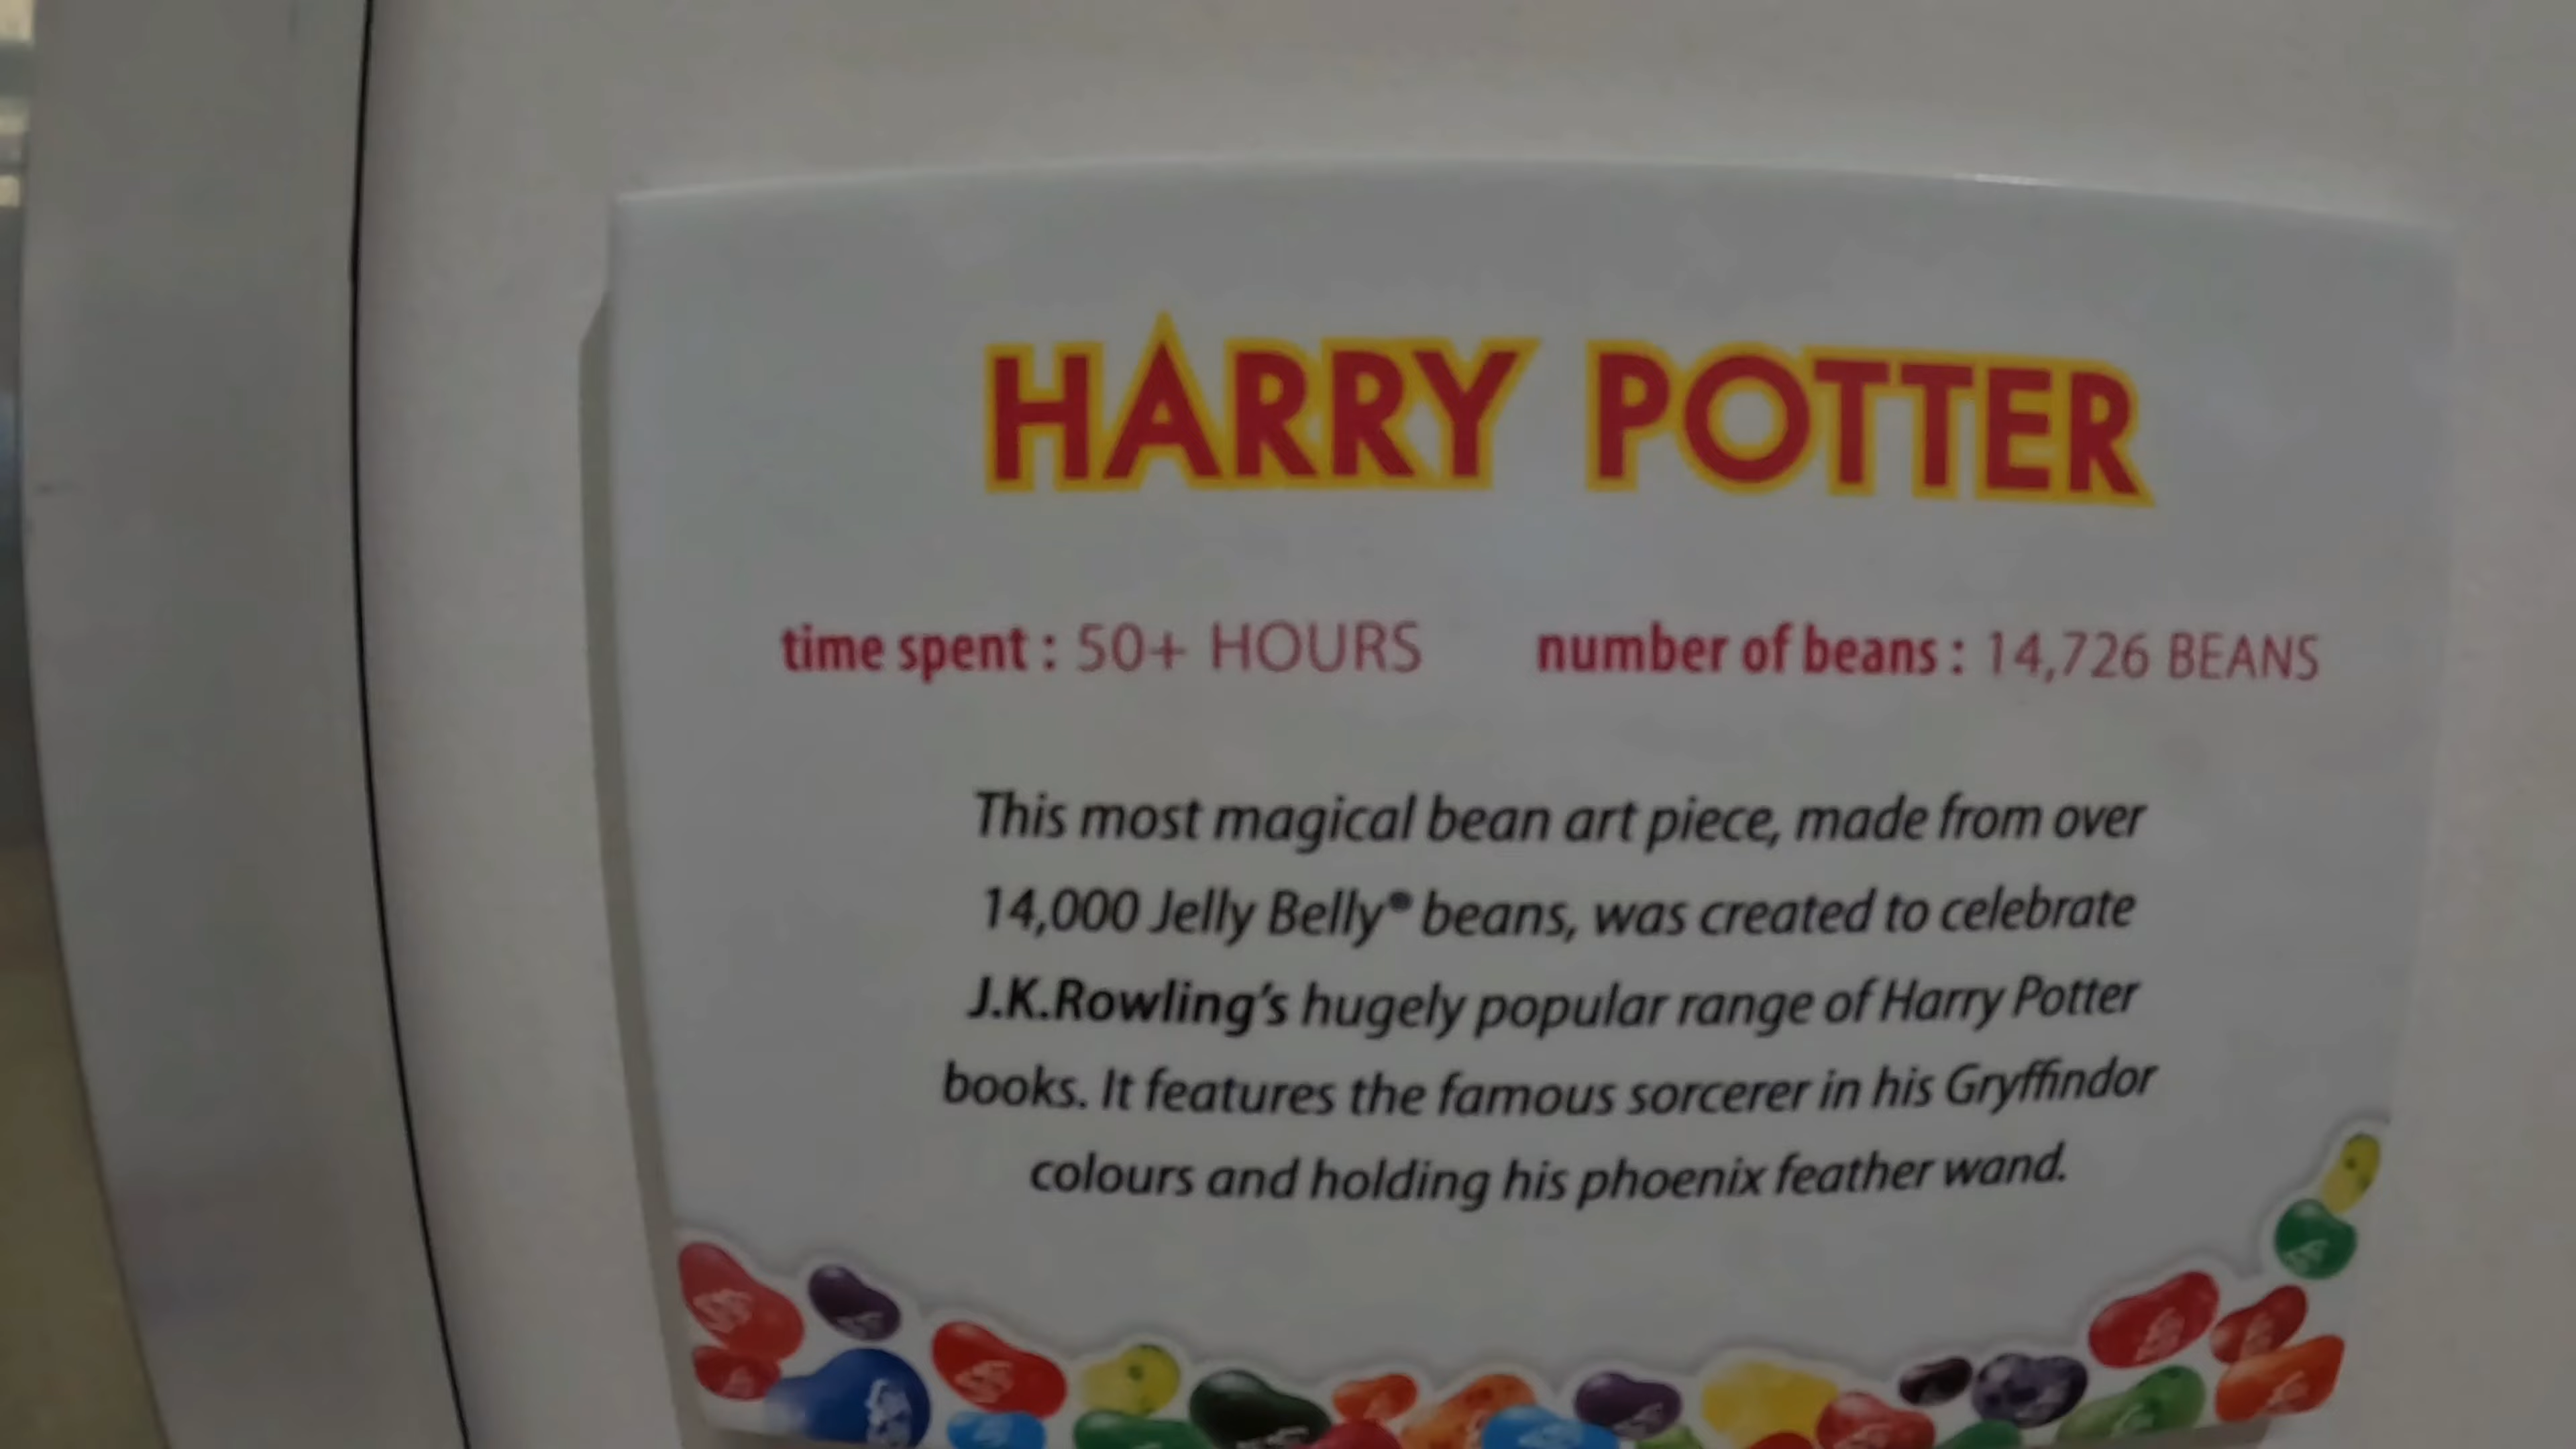 HARRY POTTER
time spent : 50+ HOURS number of beans : 14,726 BEANS
This most magical bean art piece, made from over
14,000 Jelly Belly® beans, was created to celebrate
J.K.Rowling's hugely popular range of Harry Potter
books. It features the famous sorcerer in his Gryffindor
colours and holding his phoenix feather wand.